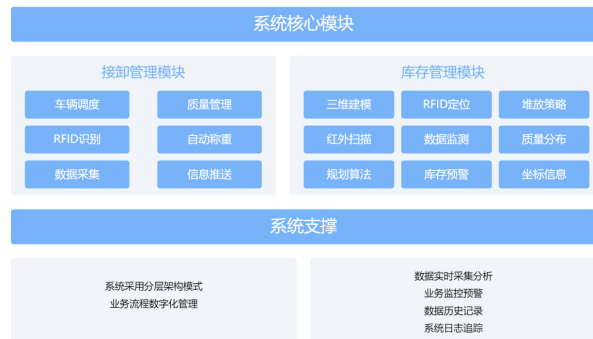 系统核心模块
接卸管理模块
库存管理模块
车辆调度
质量管理
三维建模
RFID定位
堆放策略
RFID识别
自动称重
红外扫描
数据监测
质量分布
数据采集
信息推送
规划算法
库存预警
坐标信息
系统支撑
系统采用分层架构模式
业务流程数字化管理
数据实时采集分析
业务监控预警
数据历史记录
系统日志追踪